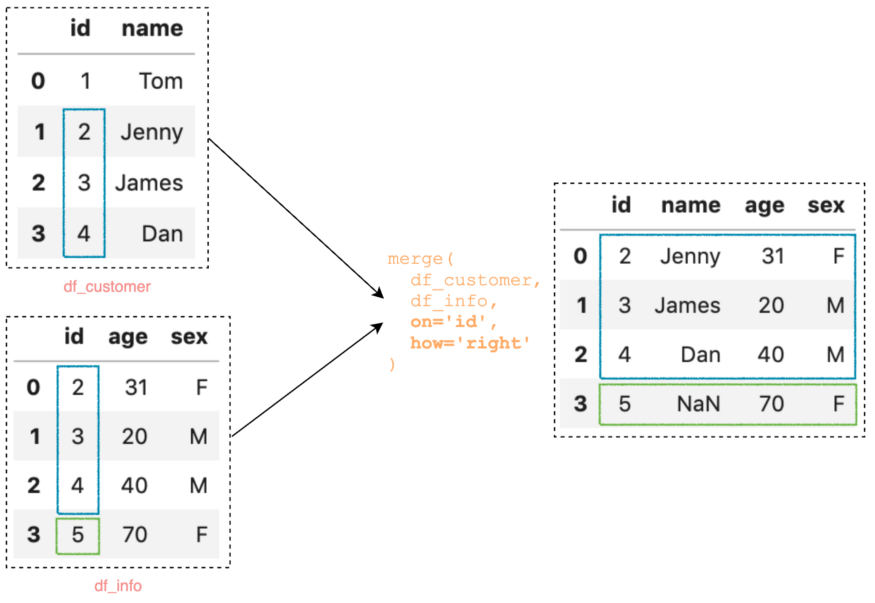 id name
0 1 Tom
1 2 Jenny
2 3 James
3 4 Dan
df_customer
id age sex
0 2 31 F
1 3 20 M
2 4 40 M
3 5 70 F
df_info
merge(
df_customer,
df_info,
on='id',
how='right'
)
id name age sex
0 2 Jenny 31 F
1 3 James 20 M
2 4 Dan 40 M
3 5 NaN 70 F